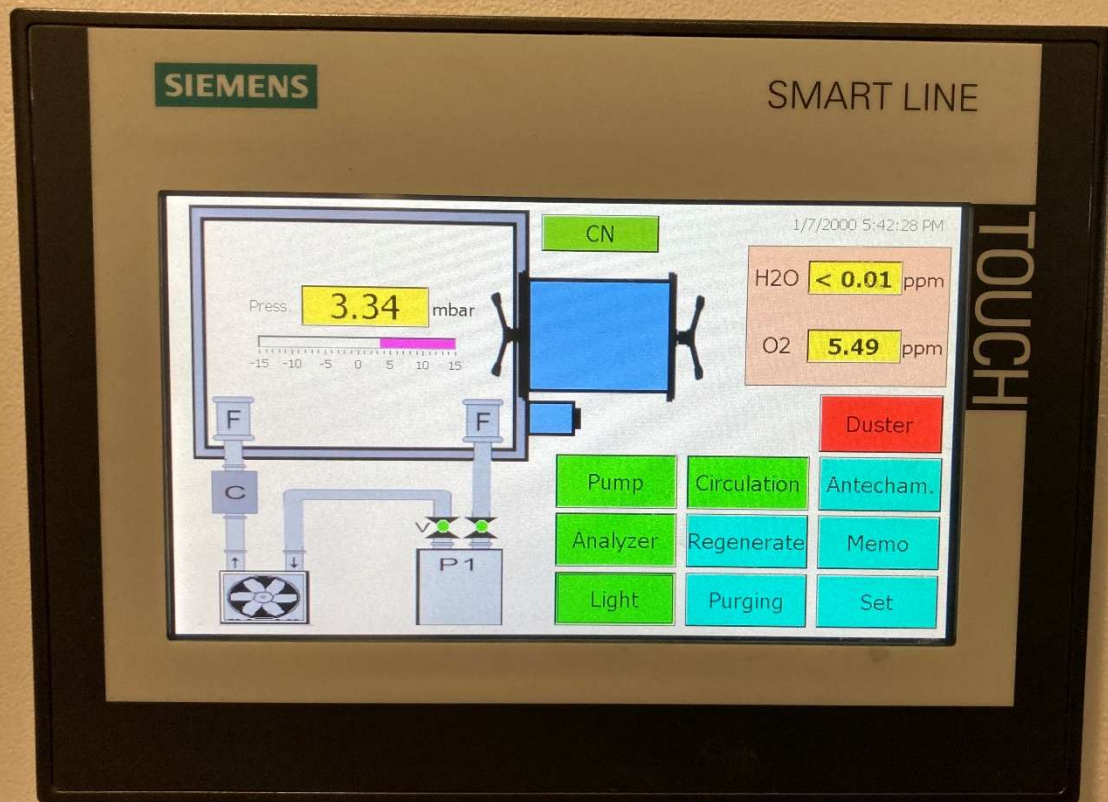 SIEMENS
SMART LINE
TOUCH
CN
1/7/2000 5:42:28 PM
H2O < 0.01 ppm
Press. 3.34 mbar
-15 -10 -5 0 5 10 15
O2 5.49 ppm
F
F
Duster
C
Pump Circulation Antecham.
V
Analyzer Regenerate Memo
P1
↑ ↓
Light Purging Set